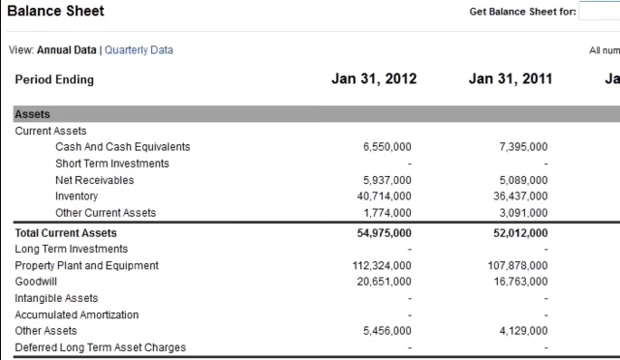 Balance Sheet Get Balance Sheet for:
View: Annual Data | Quarterly Data All num
Period Ending Jan 31, 2012 Jan 31, 2011 Ja
Assets
Current Assets
Cash And Cash Equivalents 6,550,000 7,395,000
Short Term Investments - -
Net Receivables 5,937,000 5,089,000
Inventory 40,714,000 36,437,000
Other Current Assets 1,774,000 3,091,000
Total Current Assets 54,975,000 52,012,000
Long Term Investments - -
Property Plant and Equipment 112,324,000 107,878,000
Goodwill 20,651,000 16,763,000
Intangible Assets - -
Accumulated Amortization - -
Other Assets 5,456,000 4,129,000
Deferred Long Term Asset Charges - -